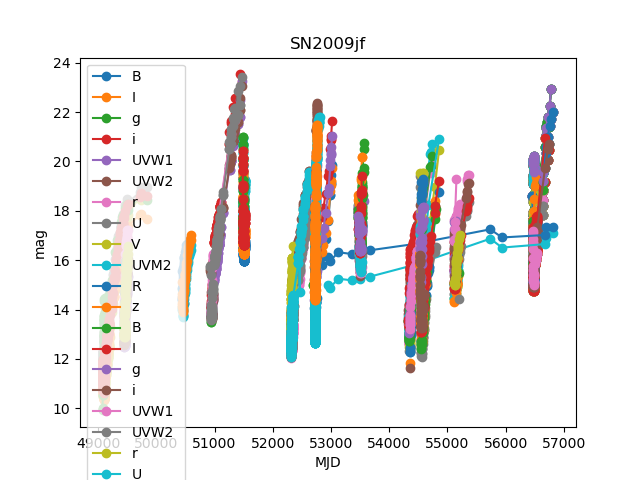 SN2009jf
24
22
20
18
16
14
12
10
mag
49000 50000 51000 52000 53000 54000 55000 56000 57000
MJD
B
I
g
i
UVW1
UVW2
r
U
V
UVM2
R
z
B
I
g
i
UVW1
UVW2
r
U